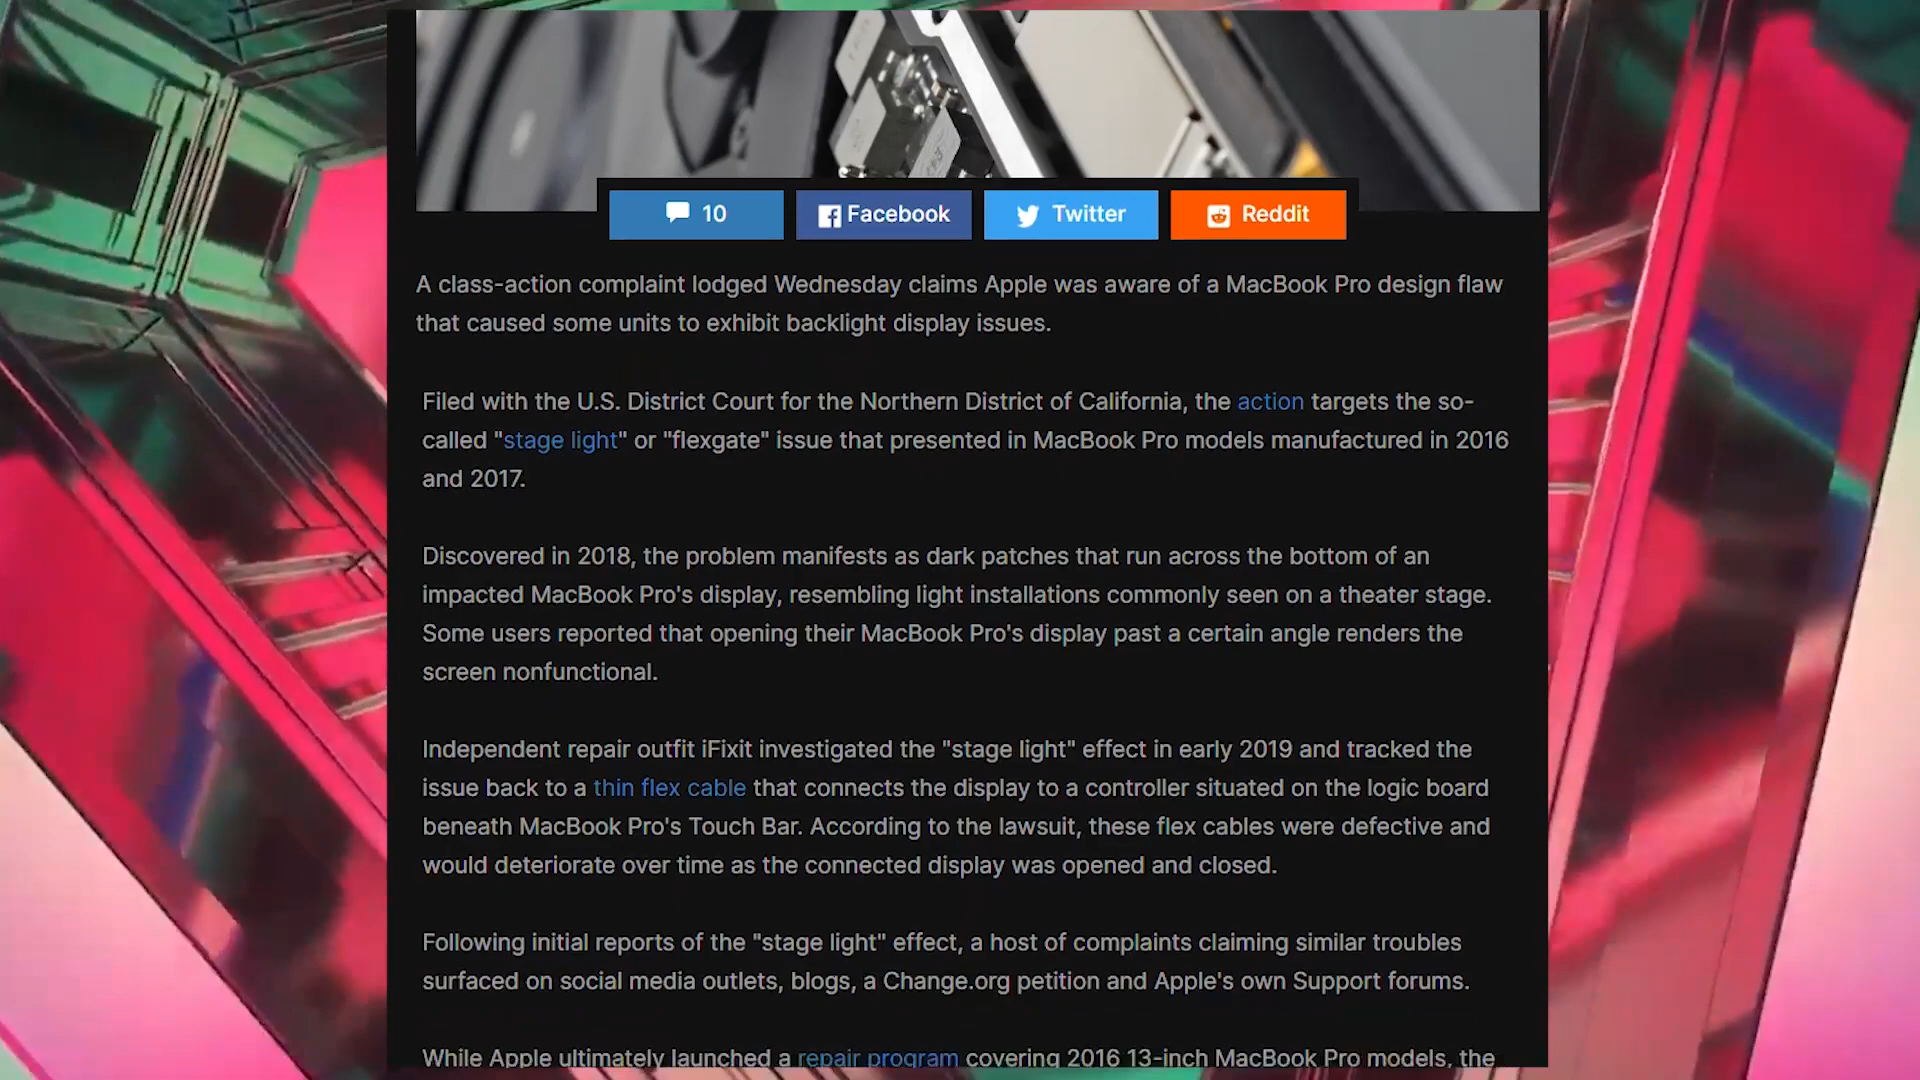 10
Facebook
Twitter
Reddit
A class-action complaint lodged Wednesday claims Apple was aware of a MacBook Pro design flaw
that caused some units to exhibit backlight display issues.
Filed with the U.S. District Court for the Northern District of California, the action targets the so-
called "stage light" or "flexgate" issue that presented in MacBook Pro models manufactured in 2016
and 2017.
Discovered in 2018, the problem manifests as dark patches that run across the bottom of an
impacted MacBook Pro's display, resembling light installations commonly seen on a theater stage.
Some users reported that opening their MacBook Pro's display past a certain angle renders the
screen nonfunctional.
Independent repair outfit iFixit investigated the "stage light" effect in early 2019 and tracked the
issue back to a thin flex cable that connects the display to a controller situated on the logic board
beneath MacBook Pro's Touch Bar. According to the lawsuit, these flex cables were defective and
would deteriorate over time as the connected display was opened and closed.
Following initial reports of the "stage light" effect, a host of complaints claiming similar troubles
surfaced on social media outlets, blogs, a Change.org petition and Apple's own Support forums.
While Apple ultimately launched a repair program covering 2016 13-inch MacBook Pro models, the